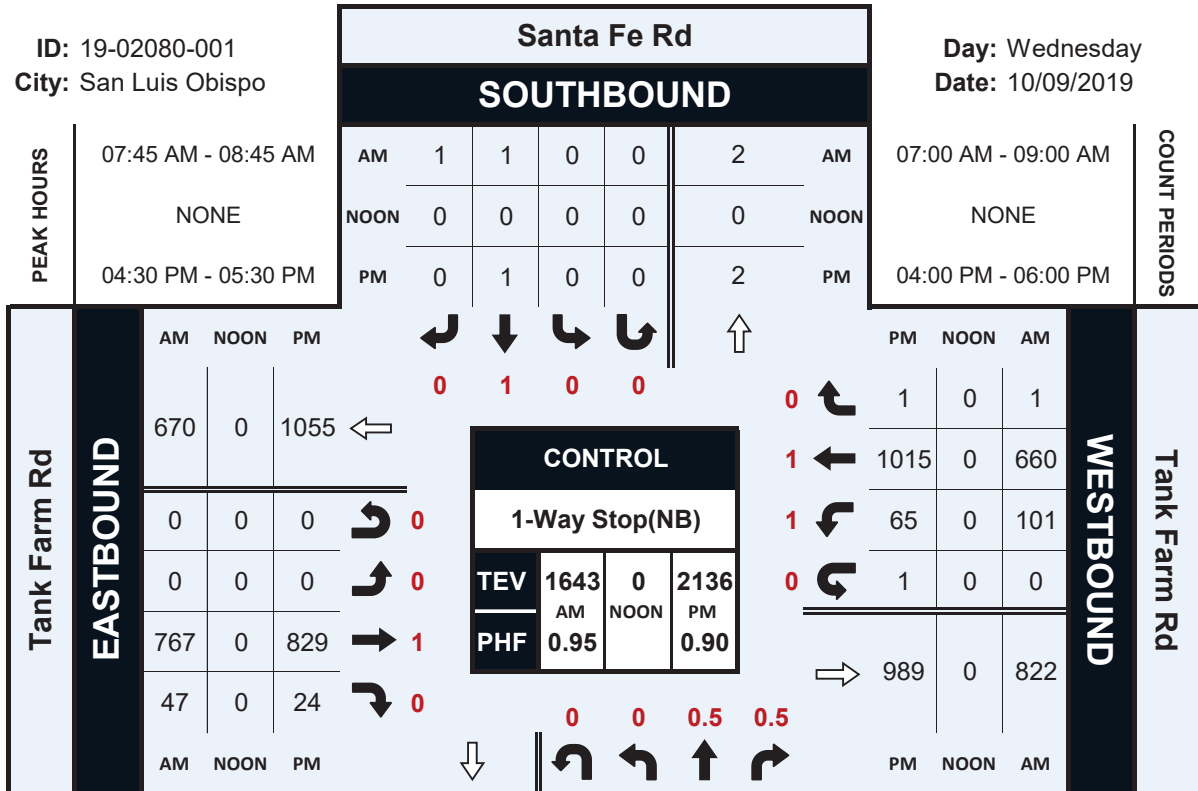 Santa Fe Rd
ID: 19-02080-001
Day: Wednesday
City: San Luis Obispo
Date: 10/09/2019
SOUTHBOUND
PEAK HOURS
07:45 AM - 08:45 AM
AM 1 1 0 0 2 AM
07:00 AM - 09:00 AM
COUNT PERIODS
NONE
NOON 0 0 0 0 0 NOON
NONE
04:30 PM - 05:30 PM
PM 0 1 0 0 2 PM
04:00 PM - 06:00 PM
Tank Farm Rd
EASTBOUND
AM NOON PM
670 0 1055
0 0 0 0
0 0 0 0
767 0 829 1
47 0 24 0
AM NOON PM
0 1 0 0
CONTROL
1-Way Stop(NB)
TEV 1643 0 2136
AM NOON PM
PHF 0.95 0.90
0 0 0.5 0.5
PM NOON AM
0 1 0 1
1 1015 0 660
1 65 0 101
0 1 0 0
989 0 822
PM NOON AM
WESTBOUND
Tank Farm Rd